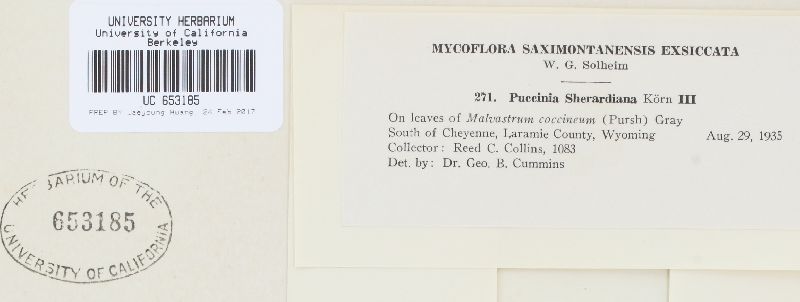 UNIVERSITY HERBARIUM
University of California
Berkeley
UC 653185
PREP BY Jaeyoung Huang 24 Feb 2017
HERBARIUM OF THE
653185
UNIVERSITY OF CALIFORNIA
MYCOFLORA SAXIMONTANENSIS EXSICCATA
W. G. Solheim
271. Puccinia Sherardiana Körn III
On leaves of Malvastrum coccineum (Pursh) Gray
South of Cheyenne, Laramie County, Wyoming Aug. 29, 1935
Collector: Reed C. Collins, 1083
Det. by: Dr. Geo. B. Cummins